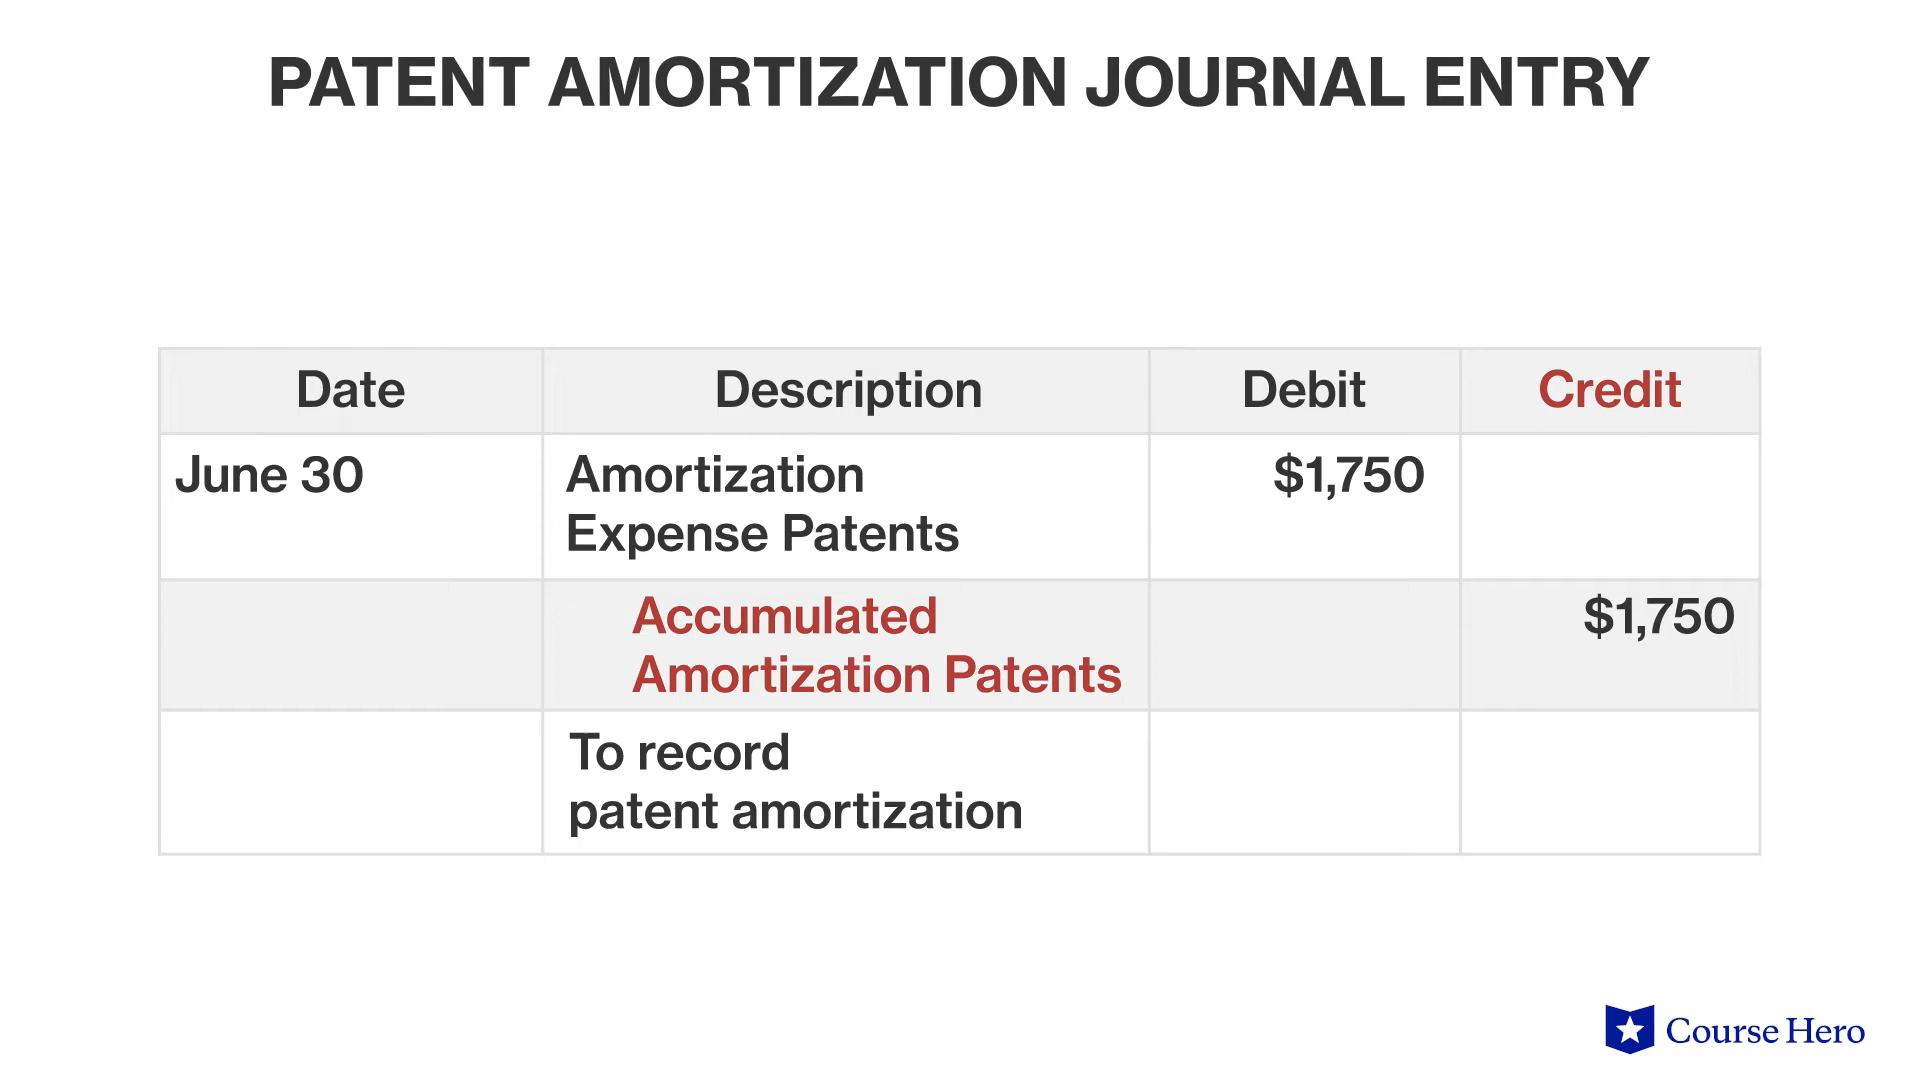 PATENT AMORTIZATION JOURNAL ENTRY
Date Description Debit Credit
June 30 Amortization $1,750
Expense Patents
Accumulated $1,750
Amortization Patents
To record
patent amortization
Course Hero